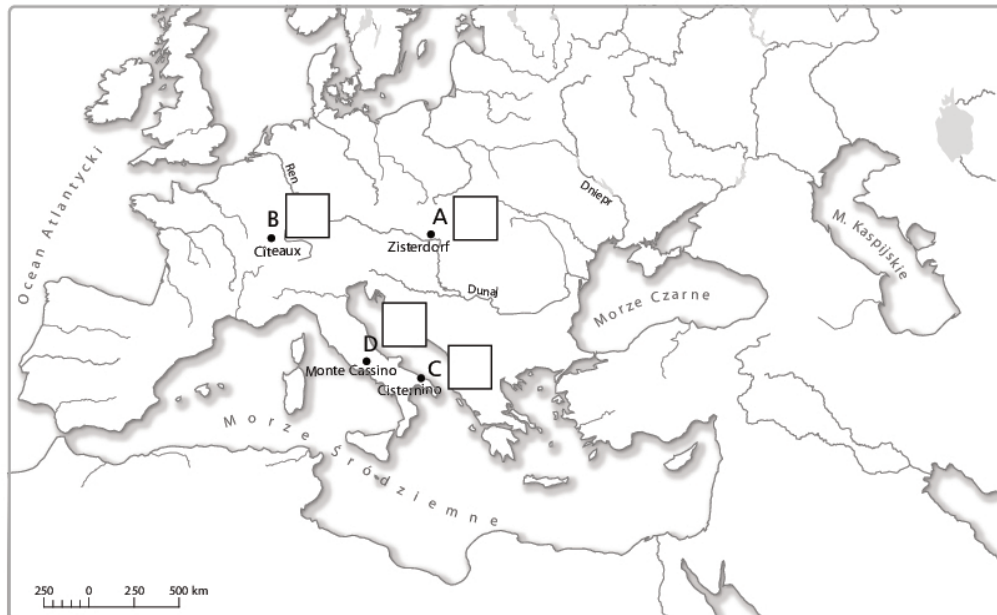 Ocean Atlantycki
Ren
Dniepr
M. Kaspijskie
B
Cîteaux
A
Zisterdorf
Dunaj
Morze Czarne
D
Monte Cassino
C
Cisternino
Morze Śródziemne
250 0 250 500 km